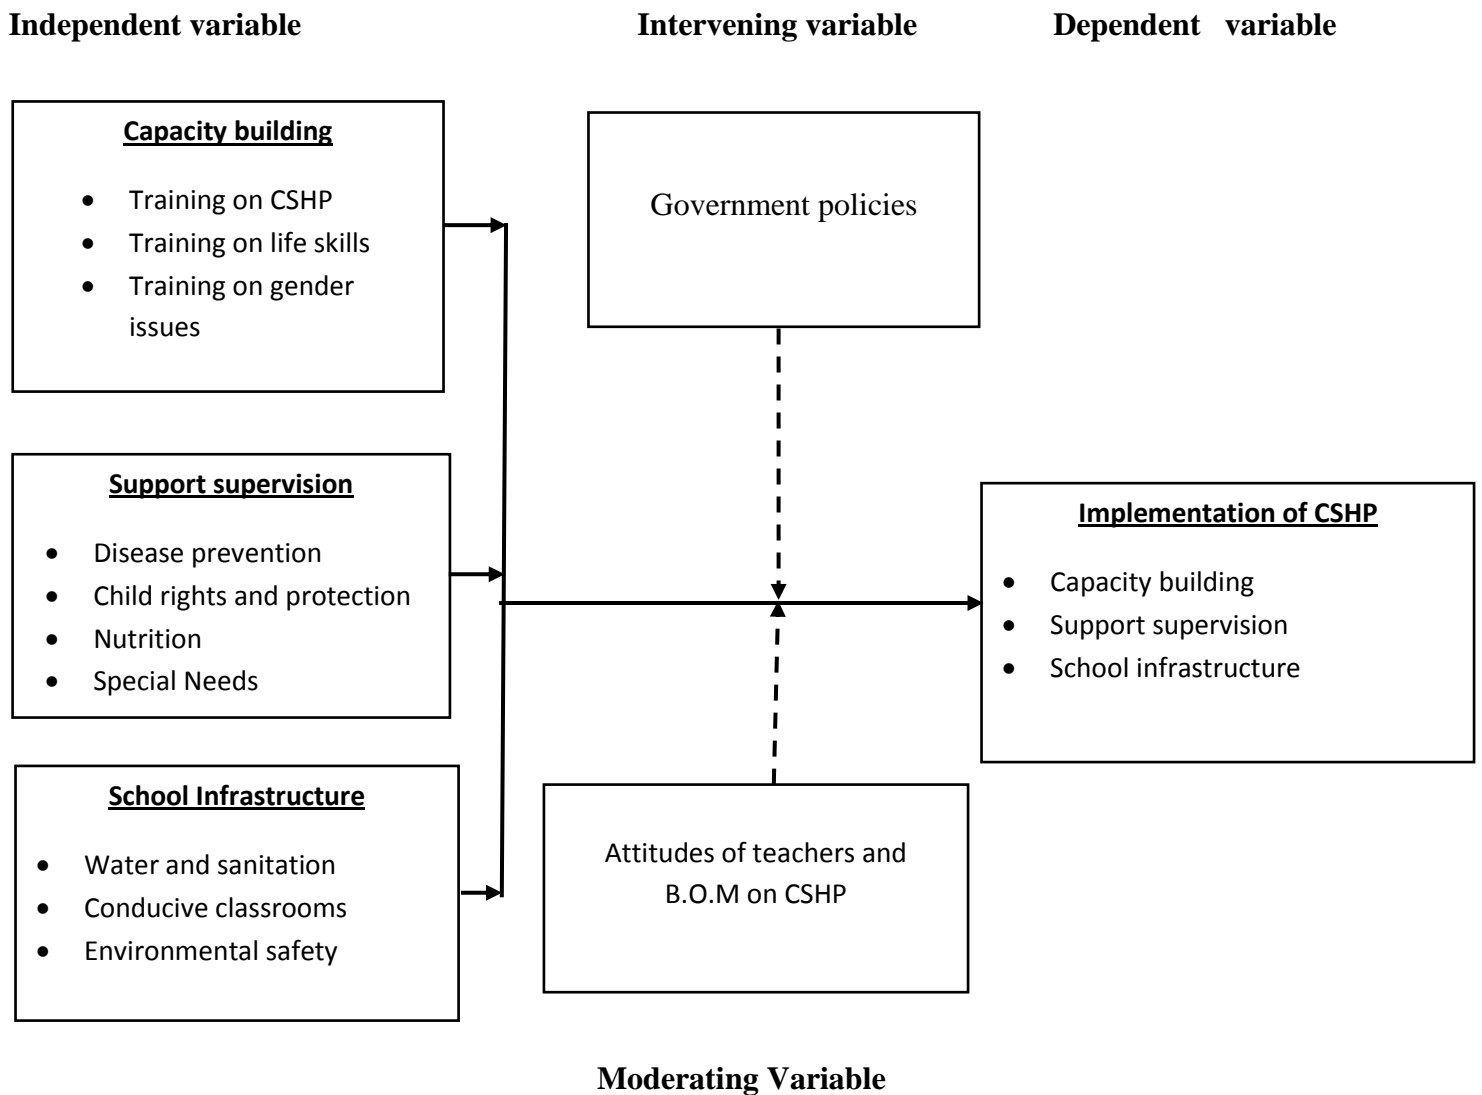 Independent variable
Intervening variable
Dependent variable
Capacity building
• Training on CSHP
• Training on life skills
• Training on gender
issues
Government policies
Support supervision
• Disease prevention
• Child rights and protection
• Nutrition
• Special Needs
Implementation of CSHP
• Capacity building
• Support supervision
• School infrastructure
School Infrastructure
• Water and sanitation
• Conducive classrooms
• Environmental safety
Attitudes of teachers and
B.O.M on CSHP
Moderating Variable